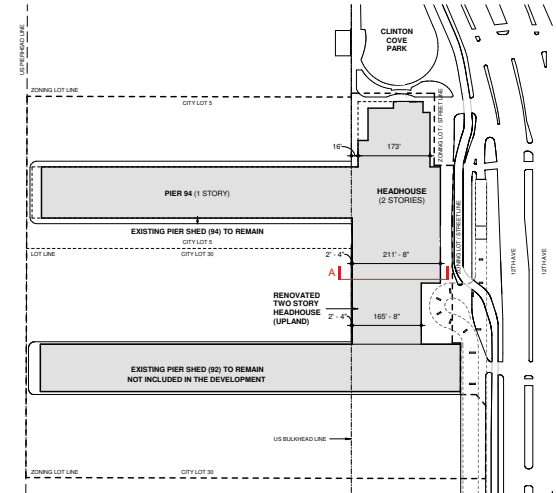 CLINTON
COVE
PARK
US PIERHEAD LINE
ZONING LOT LINE
CITY LOT 5
ZONING LOT / STREET LINE
16'
173'
PIER 94 (1 STORY)
HEADHOUSE
(2 STORIES)
EXISTING PIER SHED (94) TO REMAIN
CITY LOT 5
LOT LINE
CITY LOT 30
2' - 4"
211' - 8"
ZONING LOT / STREET LINE
12TH AVE
12TH AVE
A
RENOVATED
TWO STORY
HEADHOUSE
(UPLAND)
2' - 4"
165' - 8"
EXISTING PIER SHED (92) TO REMAIN
NOT INCLUDED IN THE DEVELOPMENT
US BULKHEAD LINE
ZONING LOT LINE
CITY LOT 30